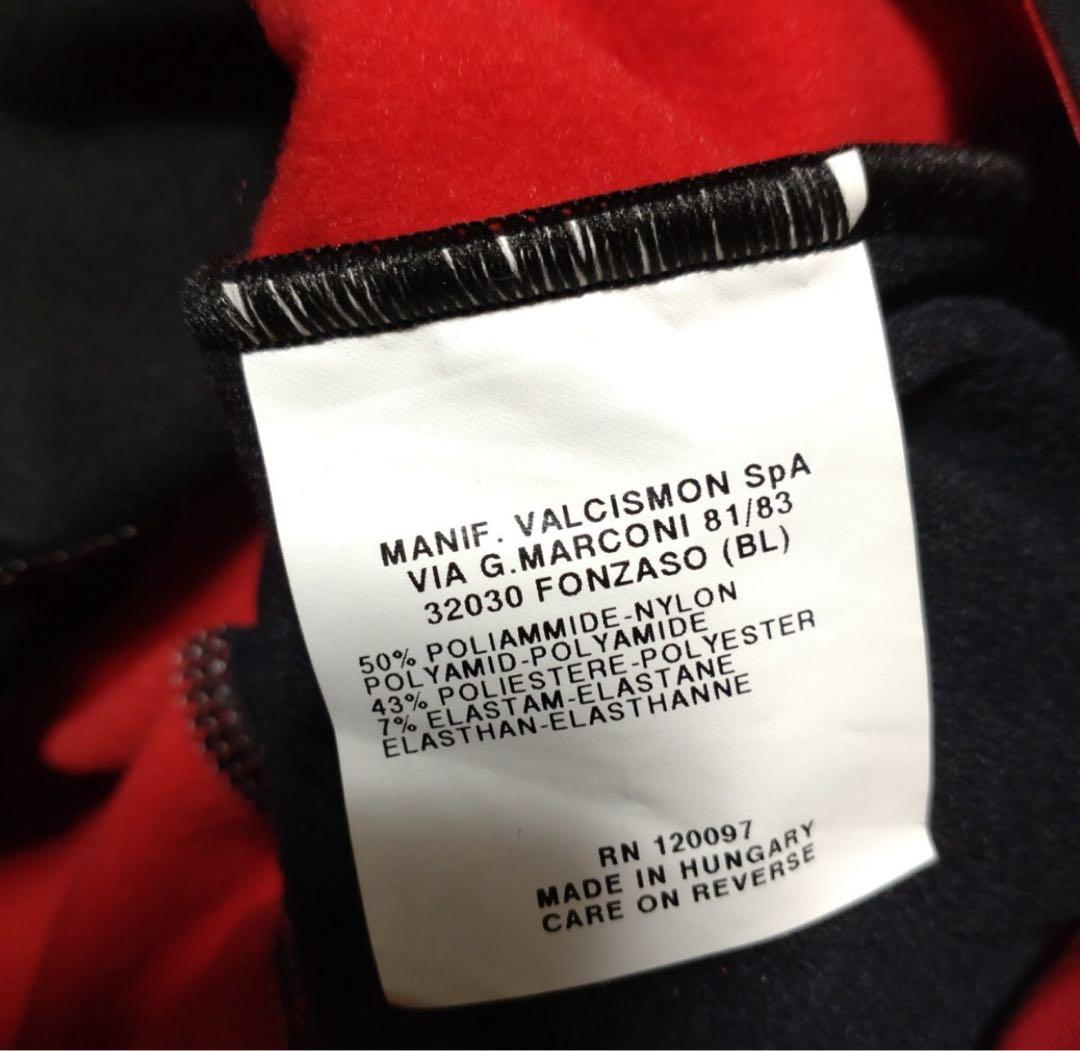 MANIF. VALCISMON SpA
VIA G.MARCONI 81/83
32030 FONZASO (BL)
50% POLIAMMIDE-NYLON
POLYAMID-POLYAMIDE
43% POLIESTERE-POLYESTER
7% ELASTAM-ELASTANE
ELASTHAN-ELASTHANNE
RN 120097
MADE IN HUNGARY
CARE ON REVERSE